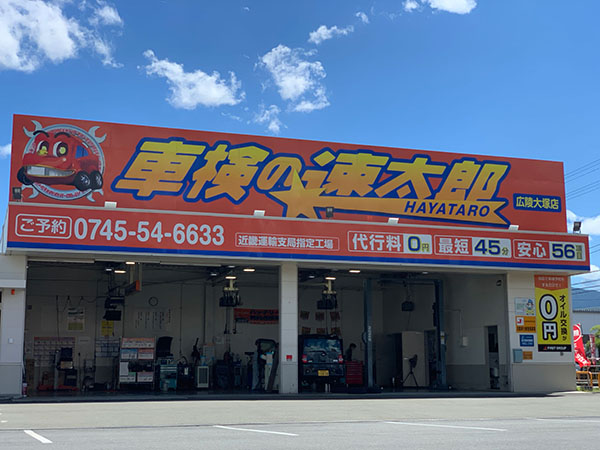 車検の速太郎
HAYATARO
広陵大塚店
ご予約 0745-54-6633
近畿運輸支局指定工場
代行料 0円 最短 45分 安心 56項目
オイル交換が
0円